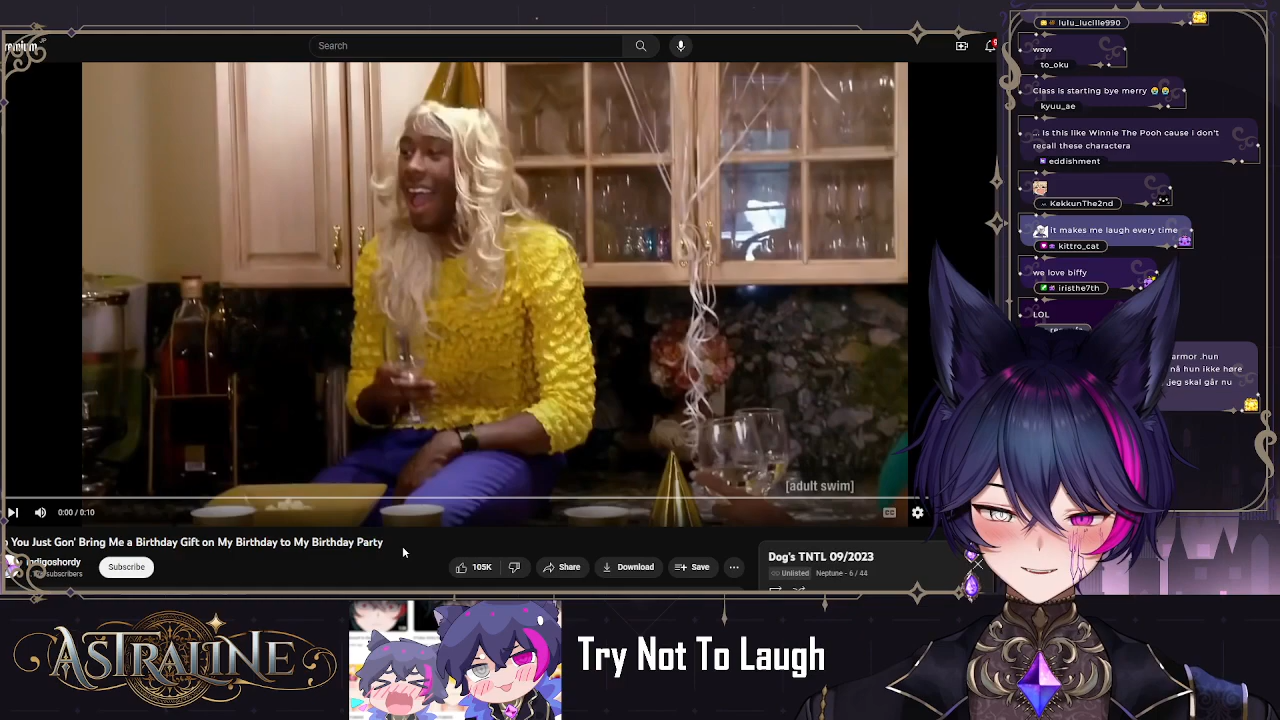 Search
[adult swim]
0:00 / 0:10
You Just Gon' Bring Me a Birthday Gift on My Birthday to My Birthday Party
Subscribe
105K
Share
Download
Save
Dog's TNTL 09/2023
Unlisted
Neptune - 6 / 44
lulu_lucille990
wow
to_oku
Class is starting bye merry 😭😭
kyuu_ae
... Is this like Winnie The Pooh cause i don't
recall these charactera
eddishment
KekkunThe2nd
it makes me laugh every time
kittro_cat
we love biffy
iristhe7th
LOL
armor .hun
nå hun ikke høre
jeg skal går nu
ASTRALINE
Try Not To Laugh